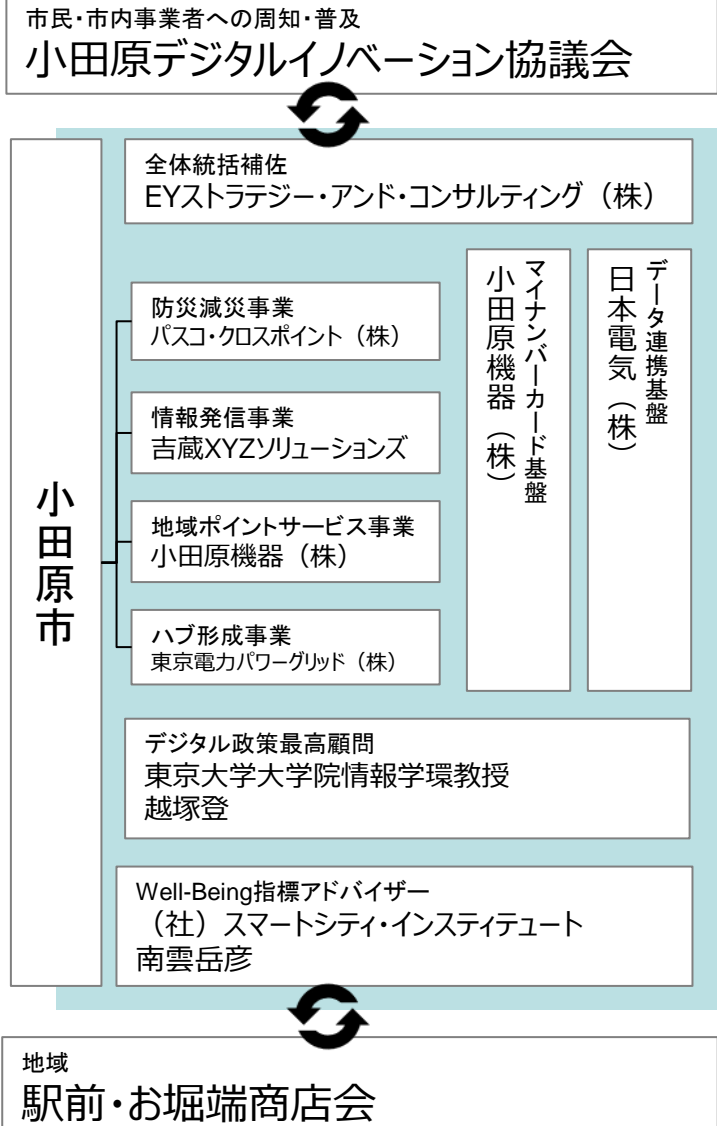 市民・市内事業者への周知・普及
小田原デジタルイノベーション協議会
全体統括補佐
EYストラテジー・アンド・コンサルティング（株）
小田原市
防災減災事業
パスコ・クロスポイント（株）
情報発信事業
吉蔵XYZソリューションズ
地域ポイントサービス事業
小田原機器（株）
ハブ形成事業
東京電力パワーグリッド（株）
マイナンバーカード基盤
小田原機器（株）
データ連携基盤
日本電気（株）
デジタル政策最高顧問
東京大学大学院情報学環教授
越塚登
Well-Being指標アドバイザー
（社）スマートシティ・インスティテュート
南雲岳彦
地域
駅前・お堀端商店会